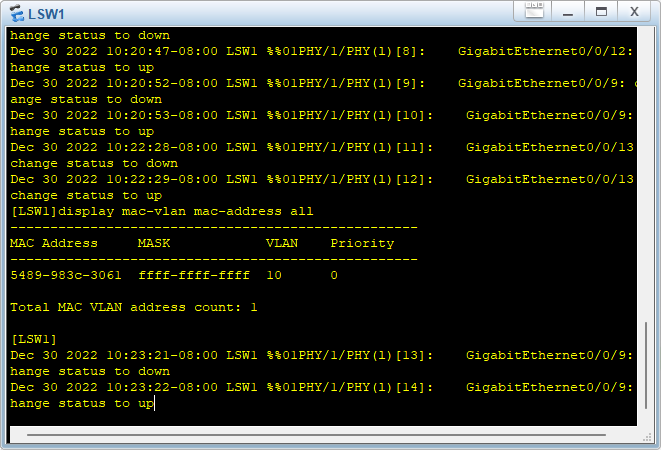 LSW1
hange status to down
Dec 30 2022 10:20:47-08:00 LSW1 %%01PHY/1/PHY(l)[8]:    GigabitEthernet0/0/12:
hange status to up
Dec 30 2022 10:20:52-08:00 LSW1 %%01PHY/1/PHY(l)[9]:    GigabitEthernet0/0/9: c
ange status to down
Dec 30 2022 10:20:53-08:00 LSW1 %%01PHY/1/PHY(l)[10]:    GigabitEthernet0/0/9:
hange status to up
Dec 30 2022 10:22:28-08:00 LSW1 %%01PHY/1/PHY(l)[11]:    GigabitEthernet0/0/13
change status to down
Dec 30 2022 10:22:29-08:00 LSW1 %%01PHY/1/PHY(l)[12]:    GigabitEthernet0/0/13
change status to up
[LSW1]display mac-vlan mac-address all
---------------------------------------------------
MAC Address     MASK            VLAN    Priority
---------------------------------------------------
5489-983c-3061  ffff-ffff-ffff  10      0
Total MAC VLAN address count: 1
[LSW1]
Dec 30 2022 10:23:21-08:00 LSW1 %%01PHY/1/PHY(l)[13]:    GigabitEthernet0/0/9:
hange status to down
Dec 30 2022 10:23:22-08:00 LSW1 %%01PHY/1/PHY(l)[14]:    GigabitEthernet0/0/9:
hange status to up